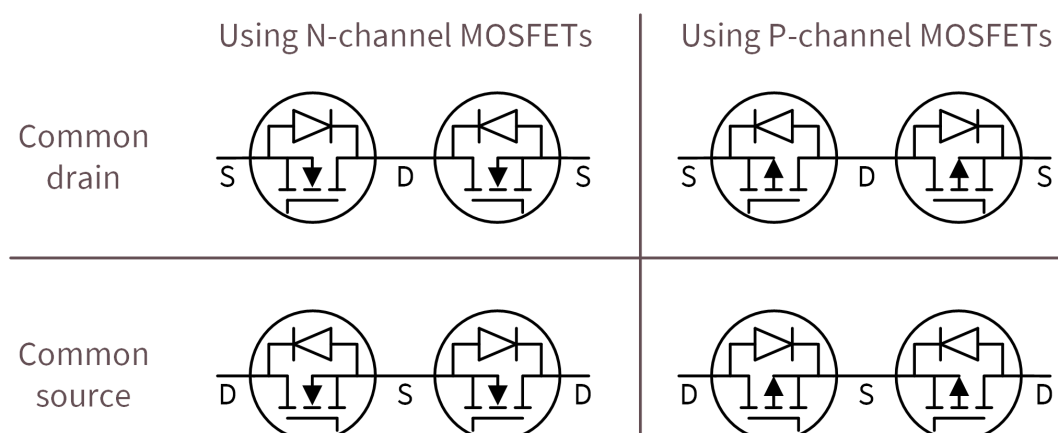 Using N-channel MOSFETs
Using P-channel MOSFETs
Common
drain
S D S
S D S
Common
source
D S D
D S D